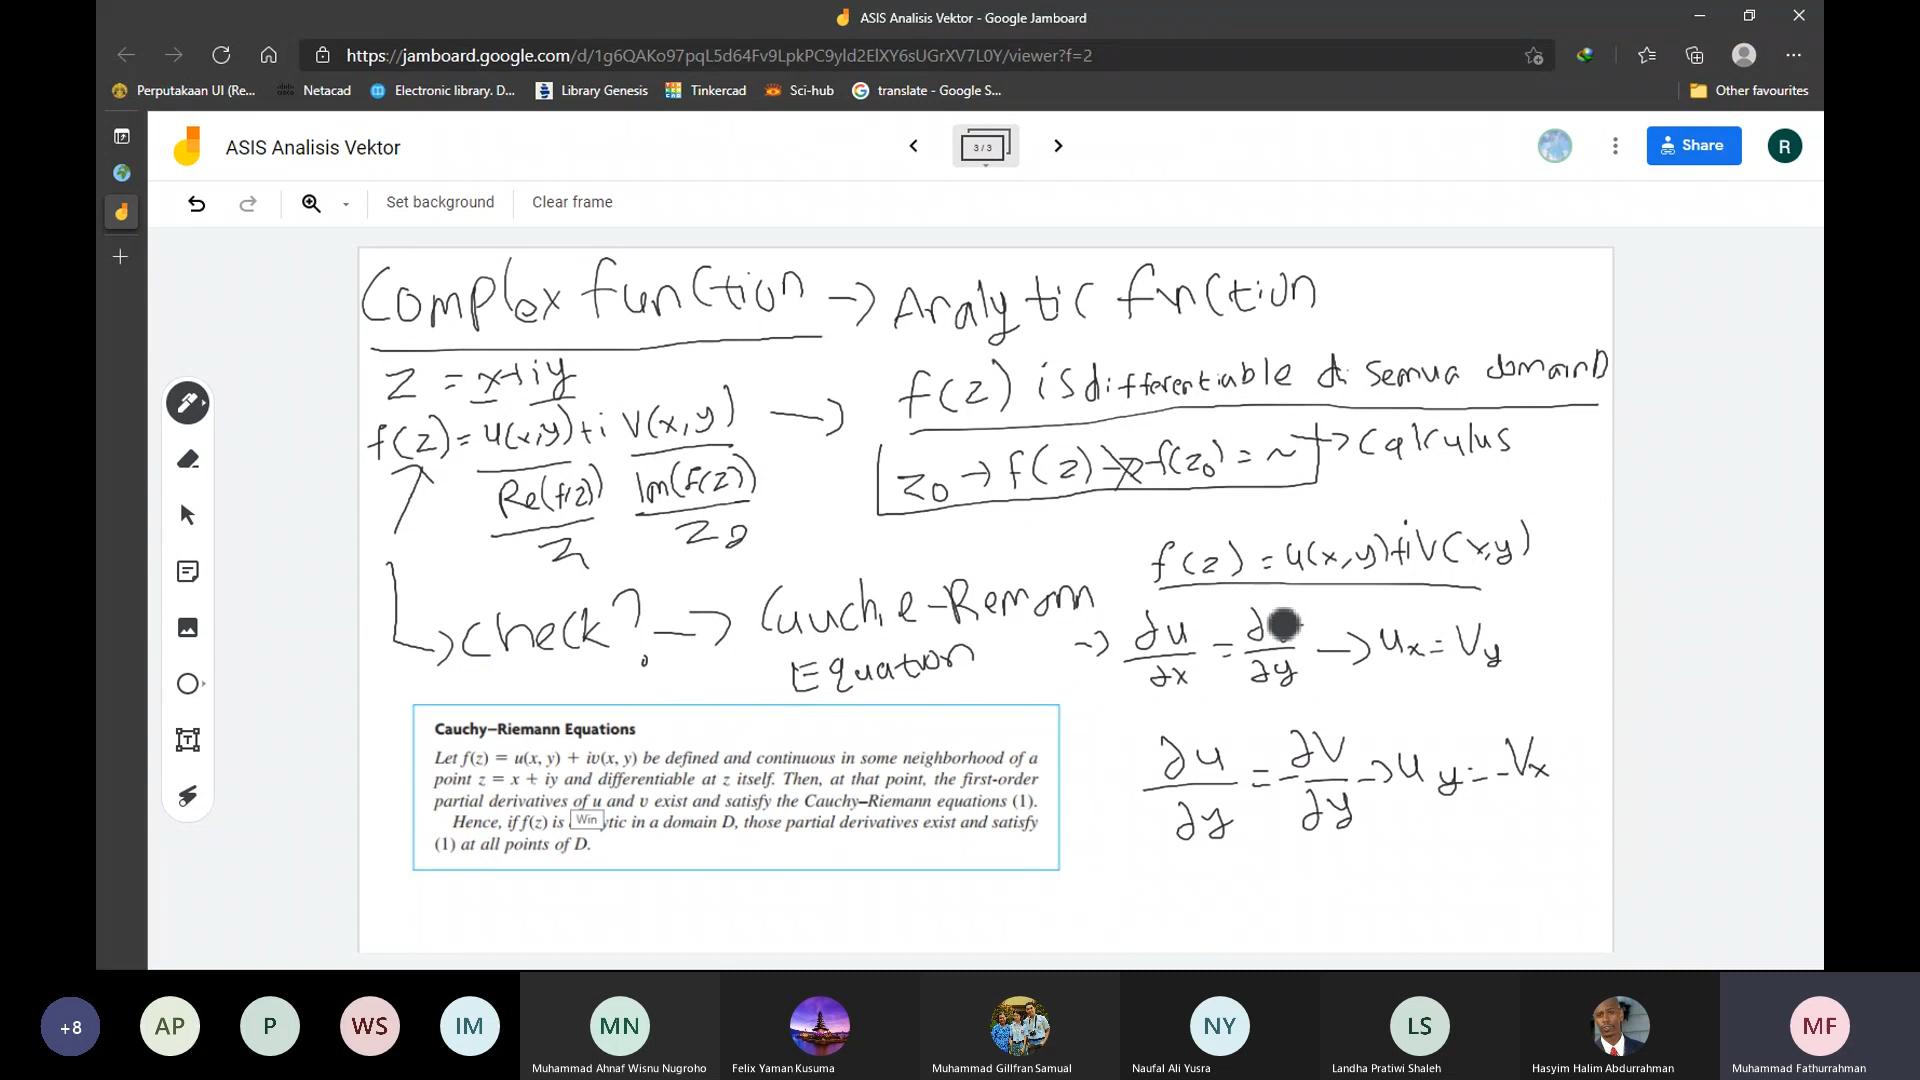 ASIS Analisis Vektor - Google Jamboard
https://jamboard.google.com/d/1g6QAKo97pqL5d64Fv9LpkPC9yld2ElXY6sUGrXV7L0Y/viewer?f=2
Perputakaan UI (Re... Netacad Electronic library. D... Library Genesis Tinkercad Sci-hub translate - Google S... Other favourites
ASIS Analisis Vektor 3 / 3 Share R
Set background Clear frame
Complex function → Analytic function
z = x+iy
f(z) is differentiable di semua domain D
f(z) = u(x,y) + i v(x,y) →
z0 → f(z) → f(z0) = ~ → Calculus
Re(f(z)) Im(f(z))
f(z) = u(x,y)+iv(x,y)
check? → Equation
→ ∂u/∂x = ∂ /∂y → ux = Vy
∂u/∂y = -∂V/∂y → uy = -Vx
Cauchy–Riemann Equations
Let f(z) = u(x, y) + iv(x, y) be defined and continuous in some neighborhood of a
point z = x + iy and differentiable at z itself. Then, at that point, the first-order
partial derivatives of u and v exist and satisfy the Cauchy–Riemann equations (1).
Hence, if f(z) is Win ytic in a domain D, those partial derivatives exist and satisfy
(1) at all points of D.
+8 AP P WS IM MN NY LS MF
Muhammad Ahnaf Wisnu Nugroho Felix Yaman Kusuma Muhammad Gillfran Samual Naufal Ali Yusra Landha Pratiwi Shaleh Hasyim Halim Abdurrahman Muhammad Fathurrahman